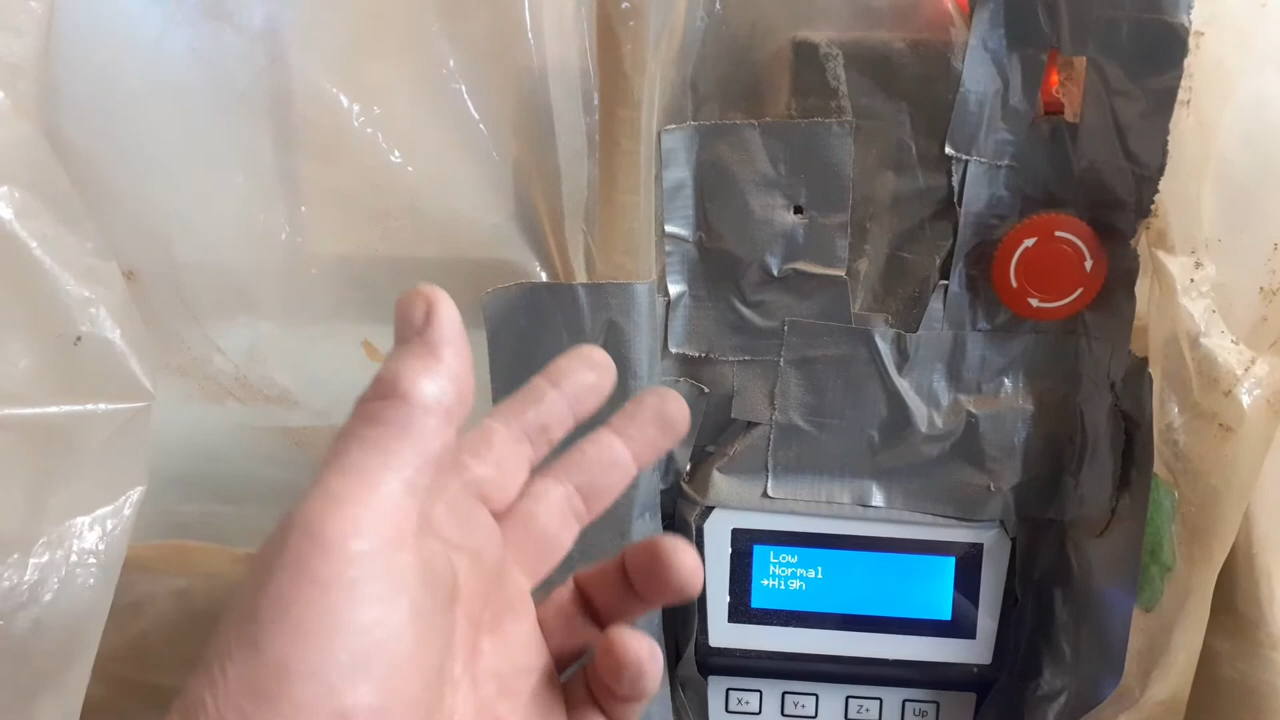 Low
Normal
→High
X+ Y+ Z+ Up